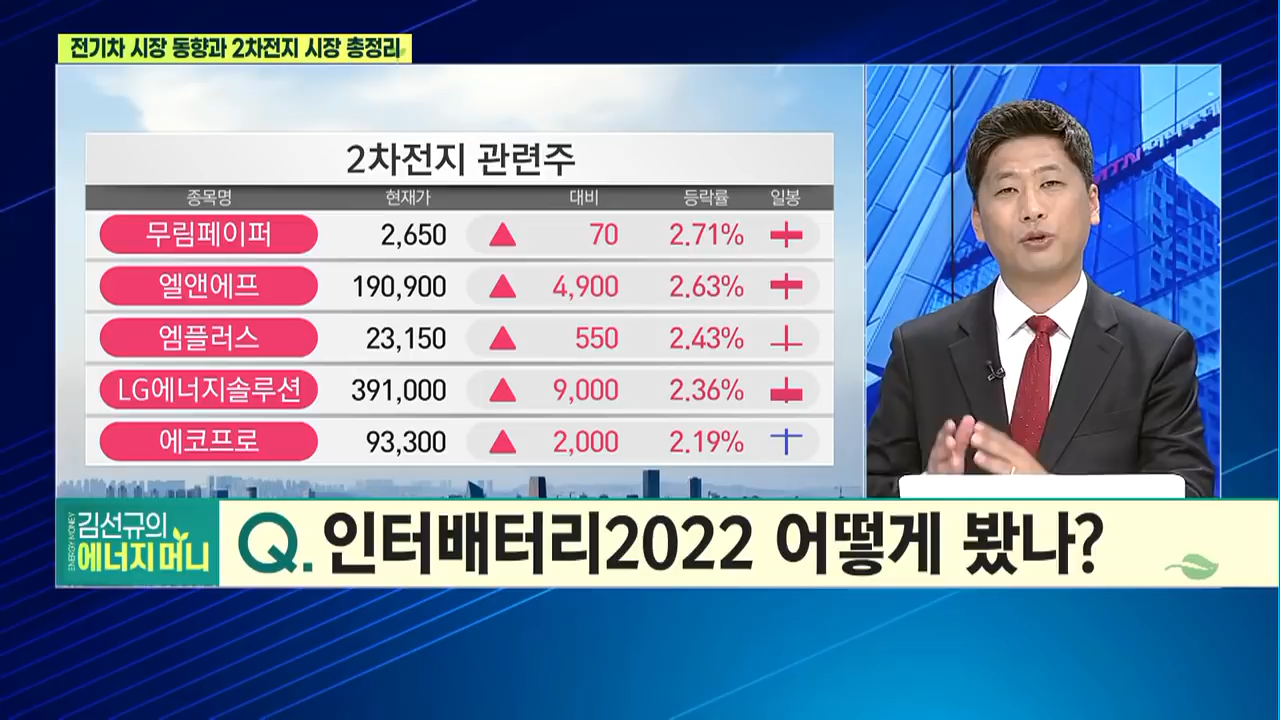 전기차 시장 동향과 2차전지 시장 총정리
2차전지 관련주
종목명 현재가 대비 등락률 일봉
무림페이퍼 2,650 ▲ 70 2.71%
엘앤에프 190,900 ▲ 4,900 2.63%
엠플러스 23,150 ▲ 550 2.43%
LG에너지솔루션 391,000 ▲ 9,000 2.36%
에코프로 93,300 ▲ 2,000 2.19%
MTN
ENERGY MONEY
김선규의
에너지 머니
Q. 인터배터리2022 어떻게 봤나?